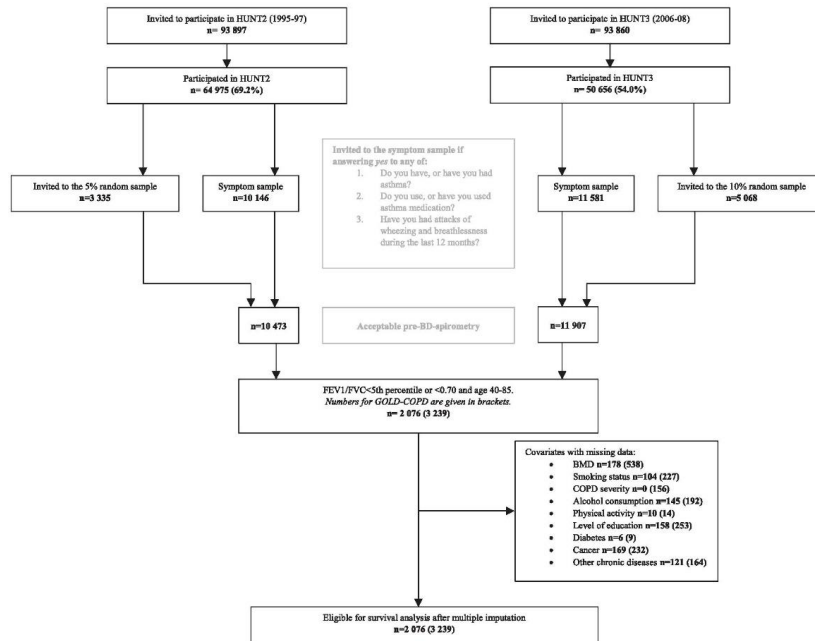 Invited to participate in HUNT2 (1995-97)
n= 93 897
Invited to participate in HUNT3 (2006-08)
n= 93 860
Participated in HUNT2
n= 64 975 (69.2%)
Participated in HUNT3
n= 50 656 (54.0%)
Invited to the 5% random sample
n=3 335
Symptom sample
n=10 146
Invited to the symptom sample if
answering yes to any of:
1. Do you have, or have you had
asthma?
2. Do you use, or have you used
asthma medication?
3. Have you had attacks of
wheezing and breathlessness
during the last 12 months?
Symptom sample
n=11 581
Invited to the 10% random sample
n=5 068
n=10 473
Acceptable pre-BD-spirometry
n=11 907
FEV1/FVC<5th percentile or <0.70 and age 40-85.
Numbers for GOLD-COPD are given in brackets.
n= 2 076 (3 239)
Covariates with missing data:
• BMD n=178 (538)
• Smoking status n=104 (227)
• COPD severity n=0 (156)
• Alcohol consumption n=145 (192)
• Physical activity n=10 (14)
• Level of education n=158 (253)
• Diabetes n=6 (9)
• Cancer n=169 (232)
• Other chronic diseases n=121 (164)
Eligible for survival analysis after multiple imputation
n=2 076 (3 239)